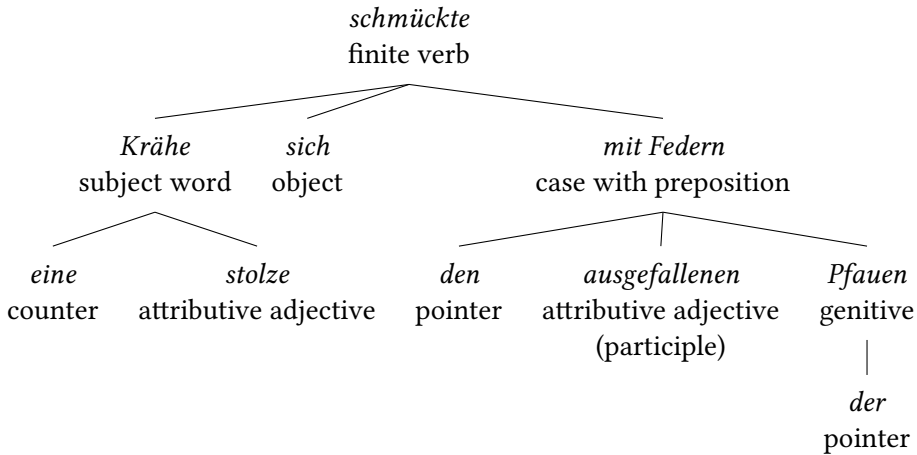 schmückte
finite verb
Krähe sich mit Federn
subject word object case with preposition
eine stolze den ausgefallenen Pfauen
counter attributive adjective pointer attributive adjective genitive
(participle)
der
pointer